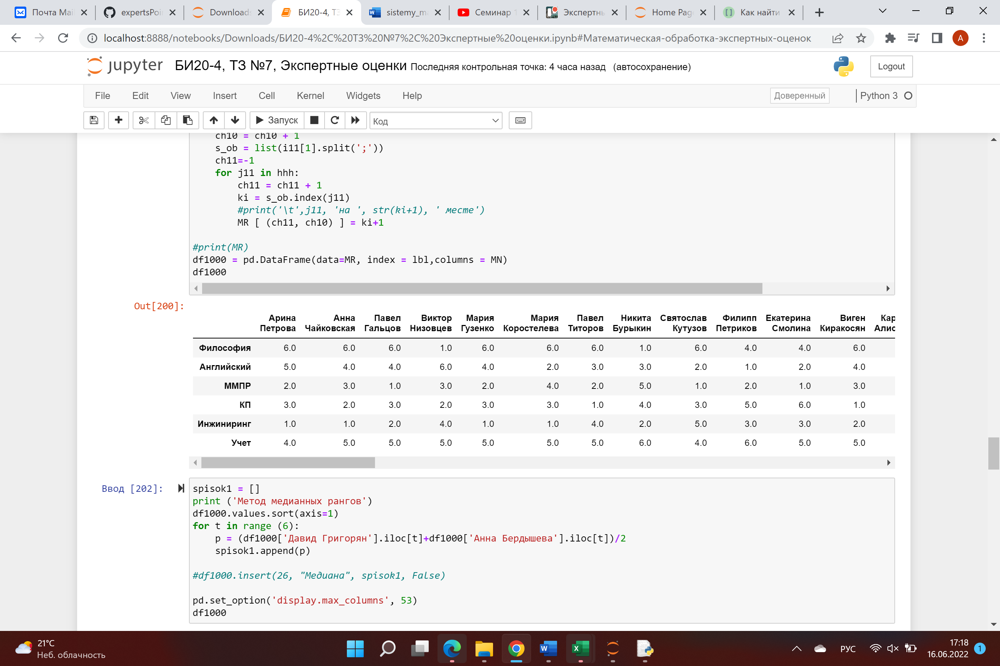 Почта Mai
expertsPoi
Downloads
БИ20-4, ТЗ
sistemy_ma
Семинар 1
Экспертны
Home Page
Как найти
localhost:8888/notebooks/Downloads/БИ20-4%2C%20ТЗ%20№7%2C%20Экспертные%20оценки.ipynb#Математическая-обработка-экспертных-оценок
A
jupyter БИ20-4, ТЗ №7, Экспертные оценки Последняя контрольная точка: 4 часа назад (автосохранение)
Logout
File Edit View Insert Cell Kernel Widgets Help
Доверенный Python 3
Запуск Код
ch10 = ch10 + 1
s_ob = list(i11[1].split(';'))
ch11=-1
for j11 in hhh:
ch11 = ch11 + 1
ki = s_ob.index(j11)
#print('\t',j11, 'на ', str(ki+1), ' месте')
MR [ (ch11, ch10) ] = ki+1
#print(MR)
df1000 = pd.DataFrame(data=MR, index = lbl,columns = MN)
df1000
Out[200]:
Арина Анна Павел Виктор Мария Мария Павел Никита Святослав Филипп Екатерина Виген Кар
Петрова Чайковская Гальцов Низовцев Гузенко Коростелева Титоров Бурыкин Кутузов Петриков Смолина Киракосян Алис
Философия 6.0 6.0 6.0 1.0 6.0 6.0 6.0 1.0 6.0 4.0 4.0 6.0
Английский 5.0 4.0 4.0 6.0 4.0 2.0 3.0 3.0 2.0 1.0 2.0 4.0
ММПР 2.0 3.0 1.0 3.0 2.0 4.0 2.0 5.0 1.0 2.0 1.0 3.0
КП 3.0 2.0 3.0 2.0 3.0 3.0 1.0 4.0 3.0 5.0 6.0 1.0
Инжиниринг 1.0 1.0 2.0 4.0 1.0 1.0 4.0 2.0 5.0 3.0 3.0 2.0
Учет 4.0 5.0 5.0 5.0 5.0 5.0 5.0 6.0 4.0 6.0 5.0 5.0
Ввод [202]:
spisok1 = []
print ('Метод медианных рангов')
df1000.values.sort(axis=1)
for t in range (6):
p = (df1000['Давид Григорян'].iloc[t]+df1000['Анна Бердышева'].iloc[t])/2
spisok1.append(p)
#df1000.insert(26, "Медиана", spisok1, False)
pd.set_option('display.max_columns', 53)
df1000
21°C
Неб. облачность
РУС
17:18
16.06.2022
1